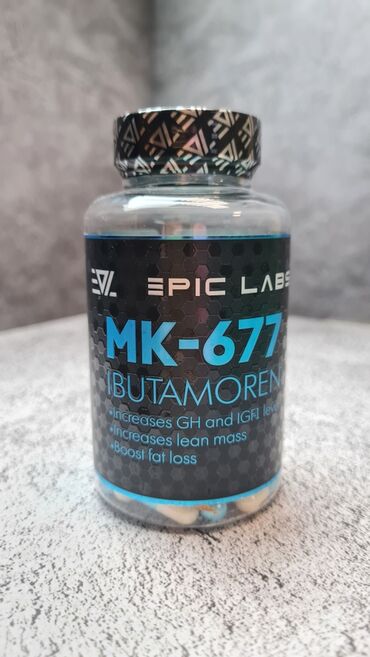 EPIC LABS
MK-677
IBUTAMOREN
•Increases GH and IGF1
•Increases lean mass
•Boost fat loss